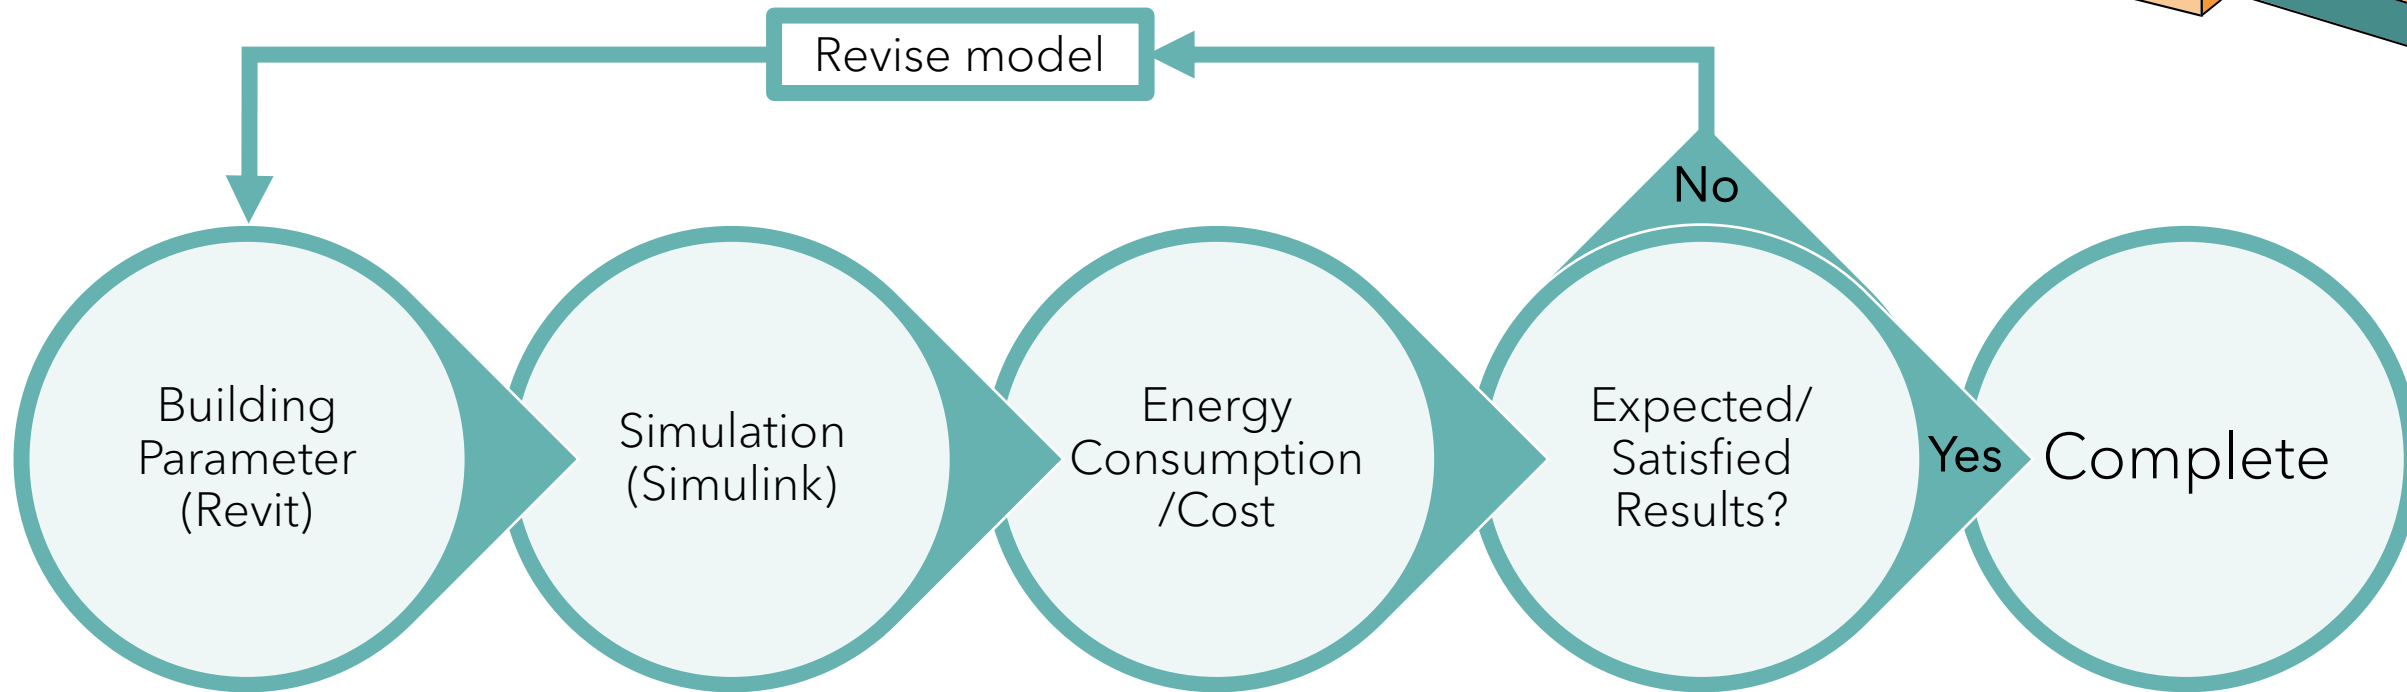 Revise model
No
Building
Parameter
(Revit)
Simulation
(Simulink)
Energy
Consumption
/Cost
Expected/
Satisfied
Results?
Yes
Complete